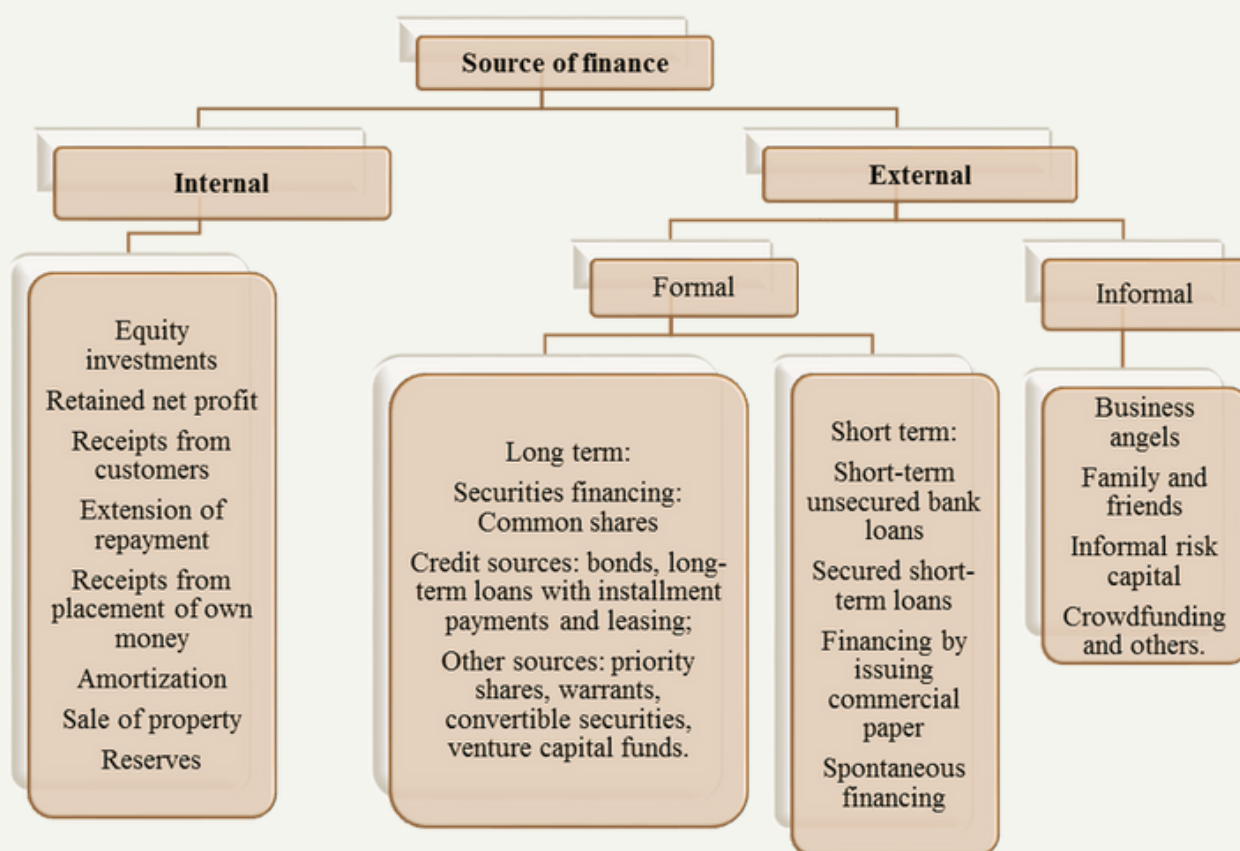 Source of finance
Internal
External
Formal
Informal
Equity
investments
Retained net profit
Receipts from
customers
Extension of
repayment
Receipts from
placement of own
money
Amortization
Sale of property
Reserves
Long term:
Securities financing:
Common shares
Credit sources: bonds, long-
term loans with installment
payments and leasing;
Other sources: priority
shares, warrants,
convertible securities,
venture capital funds.
Short term:
Short-term
unsecured bank
loans
Secured short-
term loans
Financing by
issuing
commercial
paper
Spontaneous
financing
Business
angels
Family and
friends
Informal risk
capital
Crowdfunding
and others.